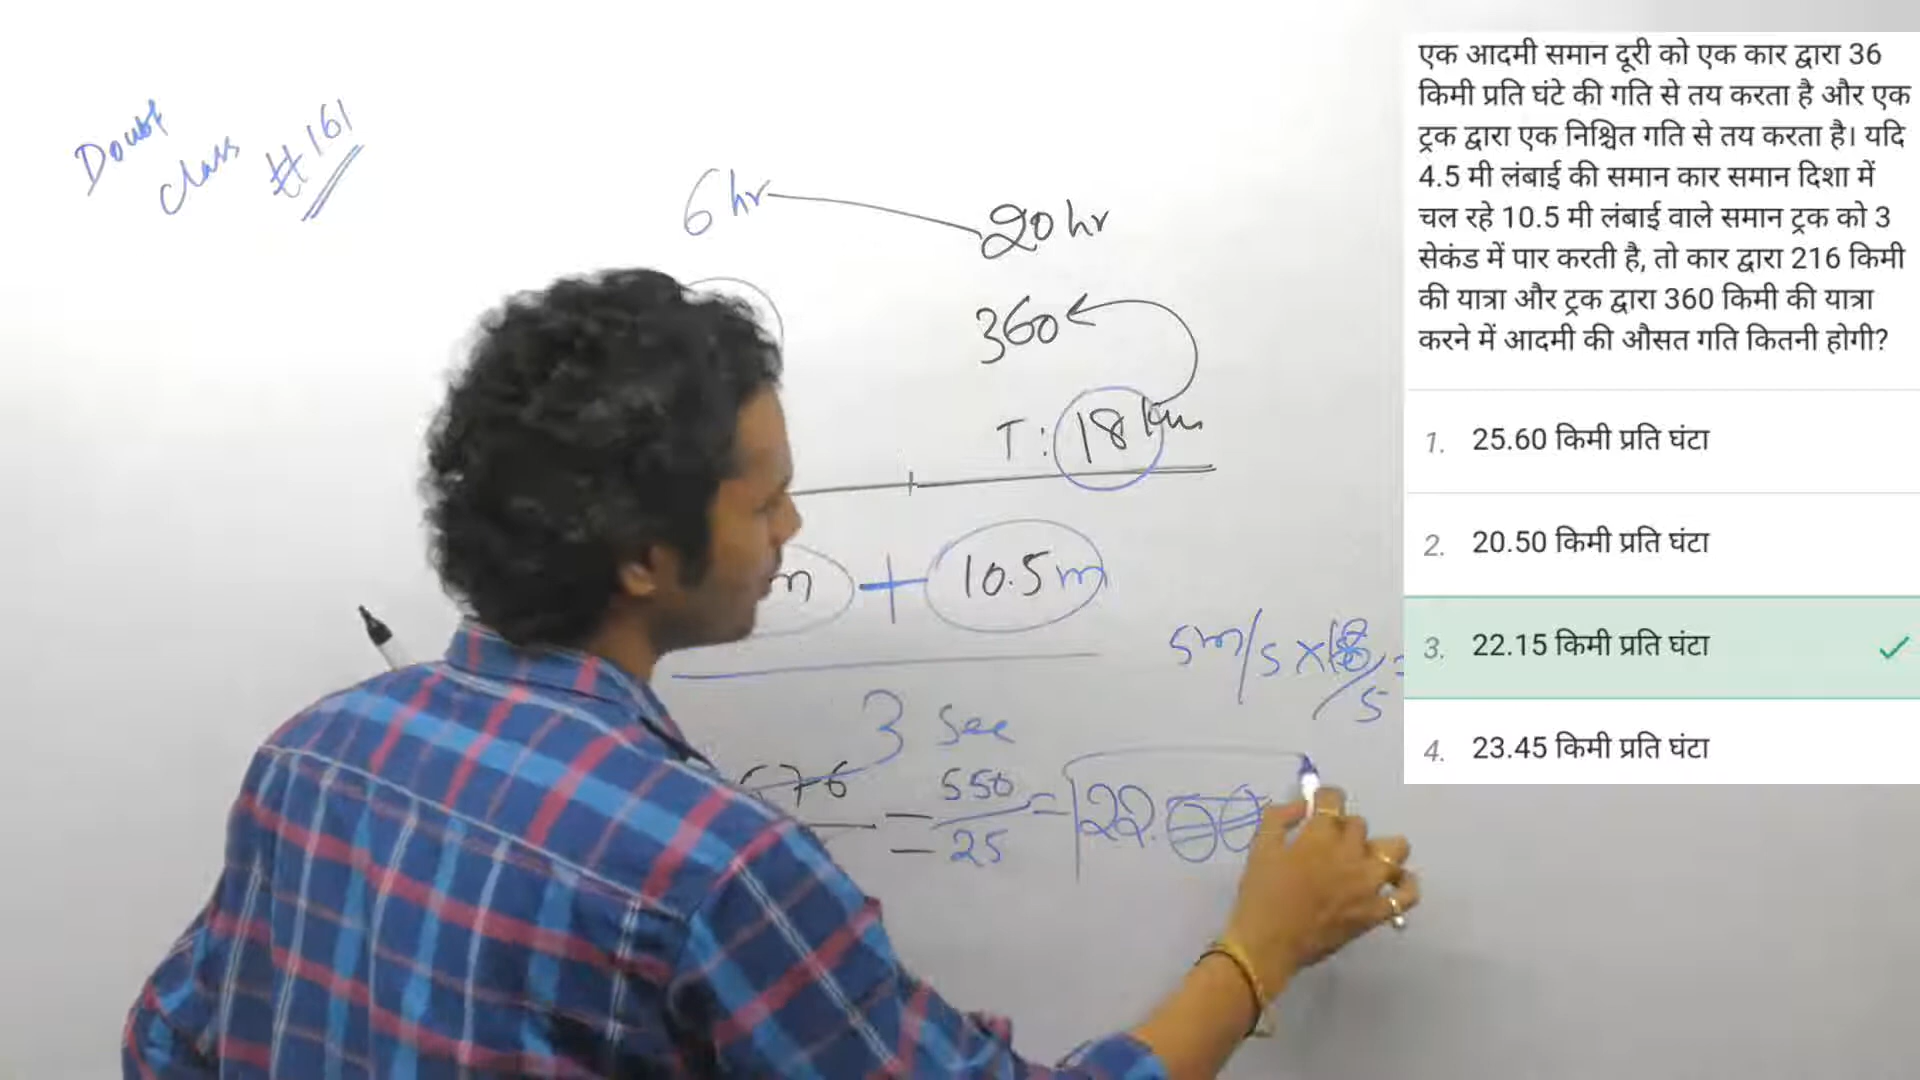 Doubt
Class
#161
6 hr
20 hr
360
T: 18 km
+ 10.5 m
5 m/s × 18/5 =
3 Sec
576
= 550/25 = 22.
एक आदमी समान दूरी को एक कार द्वारा 36
किमी प्रति घंटे की गति से तय करता है और एक
ट्रक द्वारा एक निश्चित गति से तय करता है। यदि
4.5 मी लंबाई की समान कार समान दिशा में
चल रहे 10.5 मी लंबाई वाले समान ट्रक को 3
सेकंड में पार करती है, तो कार द्वारा 216 किमी
की यात्रा और ट्रक द्वारा 360 किमी की यात्रा
करने में आदमी की औसत गति कितनी होगी?
1. 25.60 किमी प्रति घंटा
2. 20.50 किमी प्रति घंटा
3. 22.15 किमी प्रति घंटा
4. 23.45 किमी प्रति घंटा